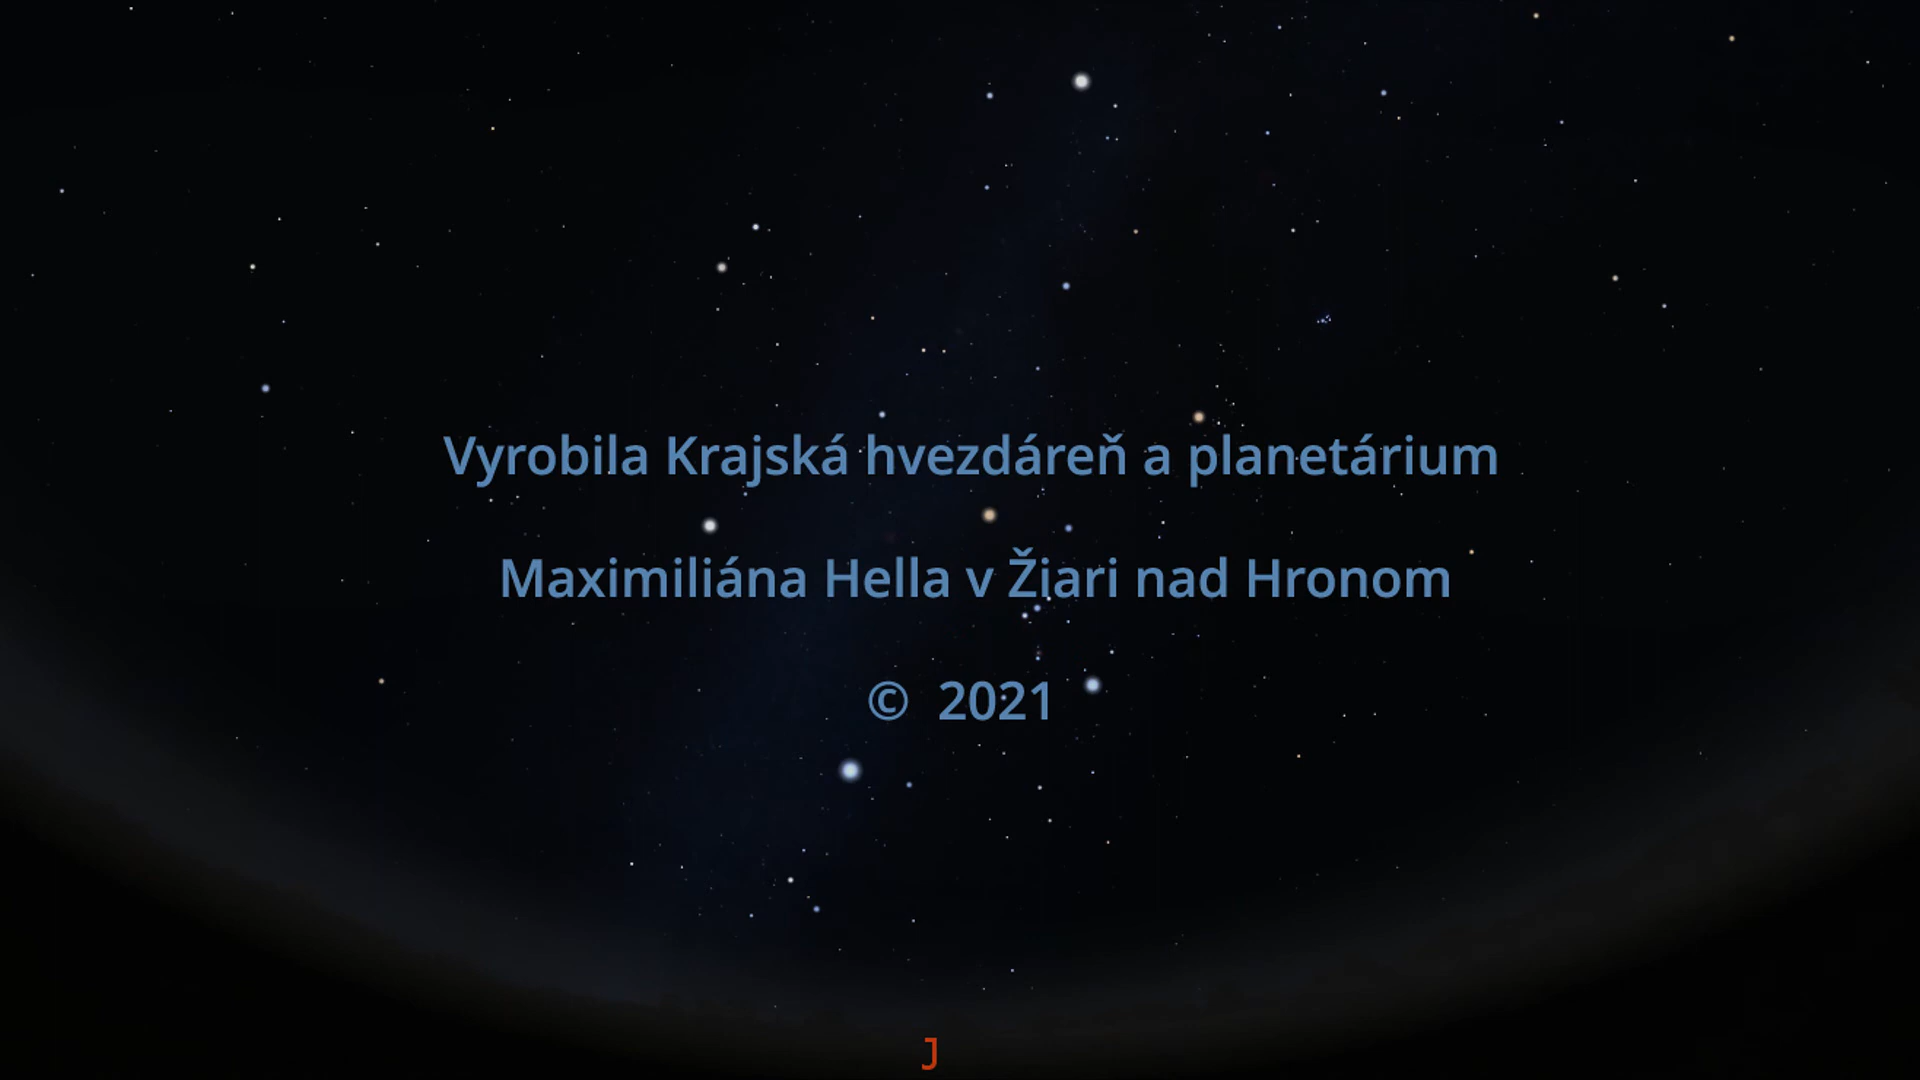 Vyrobila Krajská hvezdáreň a planetárium
Maximiliána Hella v Žiari nad Hronom
© 2021
J